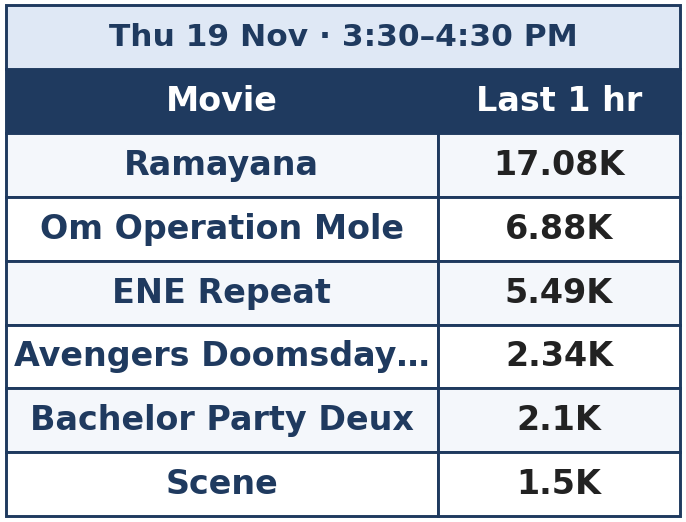 Thu 19 Nov · 3:30–4:30 PM
Movie Last 1 hr
Ramayana 17.08K
Om Operation Mole 6.88K
ENE Repeat 5.49K
Avengers Doomsday... 2.34K
Bachelor Party Deux 2.1K
Scene 1.5K